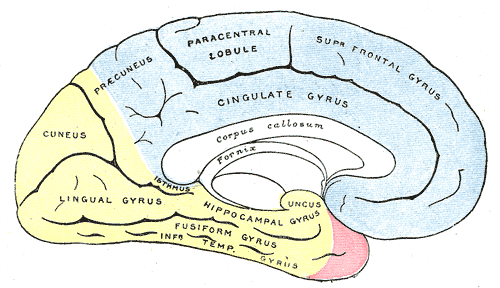 PARACENTRAL
LOBULE
SUPR. FRONTAL GYRUS
PRÆCUNEUS
CINGULATE GYRUS
CUNEUS
Corpus callosum
Fornix
ISTHMUS
LINGUAL GYRUS
HIPPOCAMPAL GYRUS
UNCUS
FUSIFORM GYRUS
INFR. TEMP. GYRUS